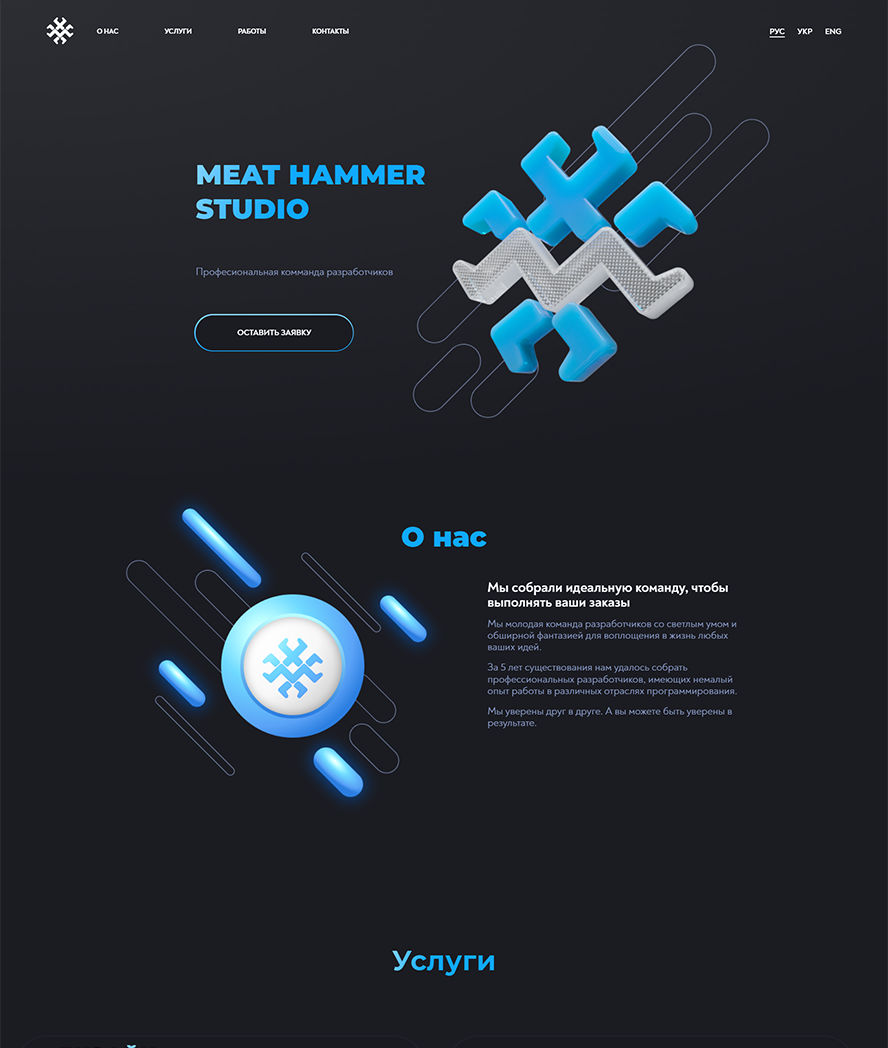 О НАС
УСЛУГИ
РАБОТЫ
КОНТАКТЫ
РУС
УКР
ENG
MEAT HAMMER
STUDIO
Професиональная комманда разработчиков
ОСТАВИТЬ ЗАЯВКУ
О нас
Мы собрали идеальную команду, чтобы
выполнять ваши заказы
Мы молодая команда разработчиков со светлым умом и
обширной фантазией для воплощения в жизнь любых
ваших идей.
За 5 лет существования нам удалось собрать
профессиональных разработчиков, имеющих немалый
опыт работы в различных отраслях программирования.
Мы уверены друг в друге. А вы можете быть уверены в
результате.
Услуги